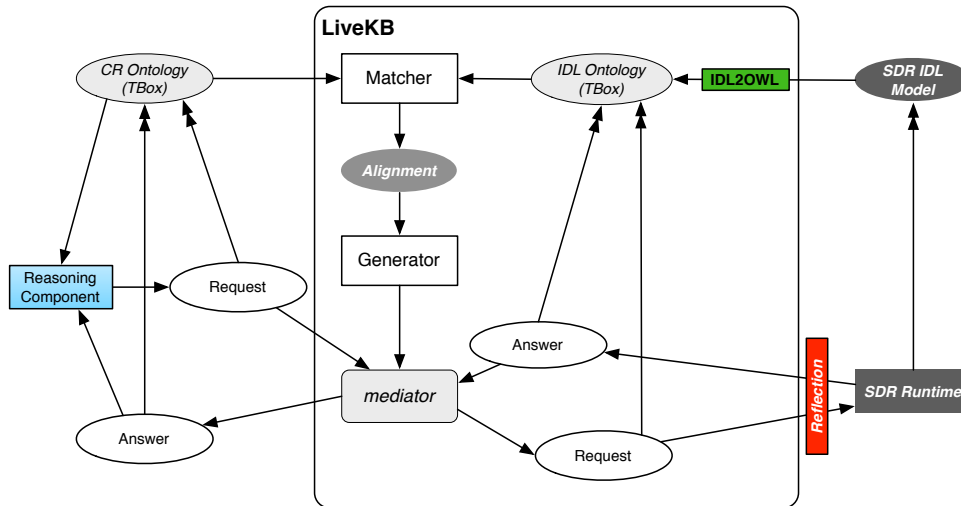 LiveKB
CR Ontology
(TBox)
Matcher
IDL Ontology
(TBox)
IDL2OWL
SDR IDL
Model
Alignment
Generator
Reasoning
Component
Request
Answer
mediator
Reflection
SDR Runtime
Answer
Request